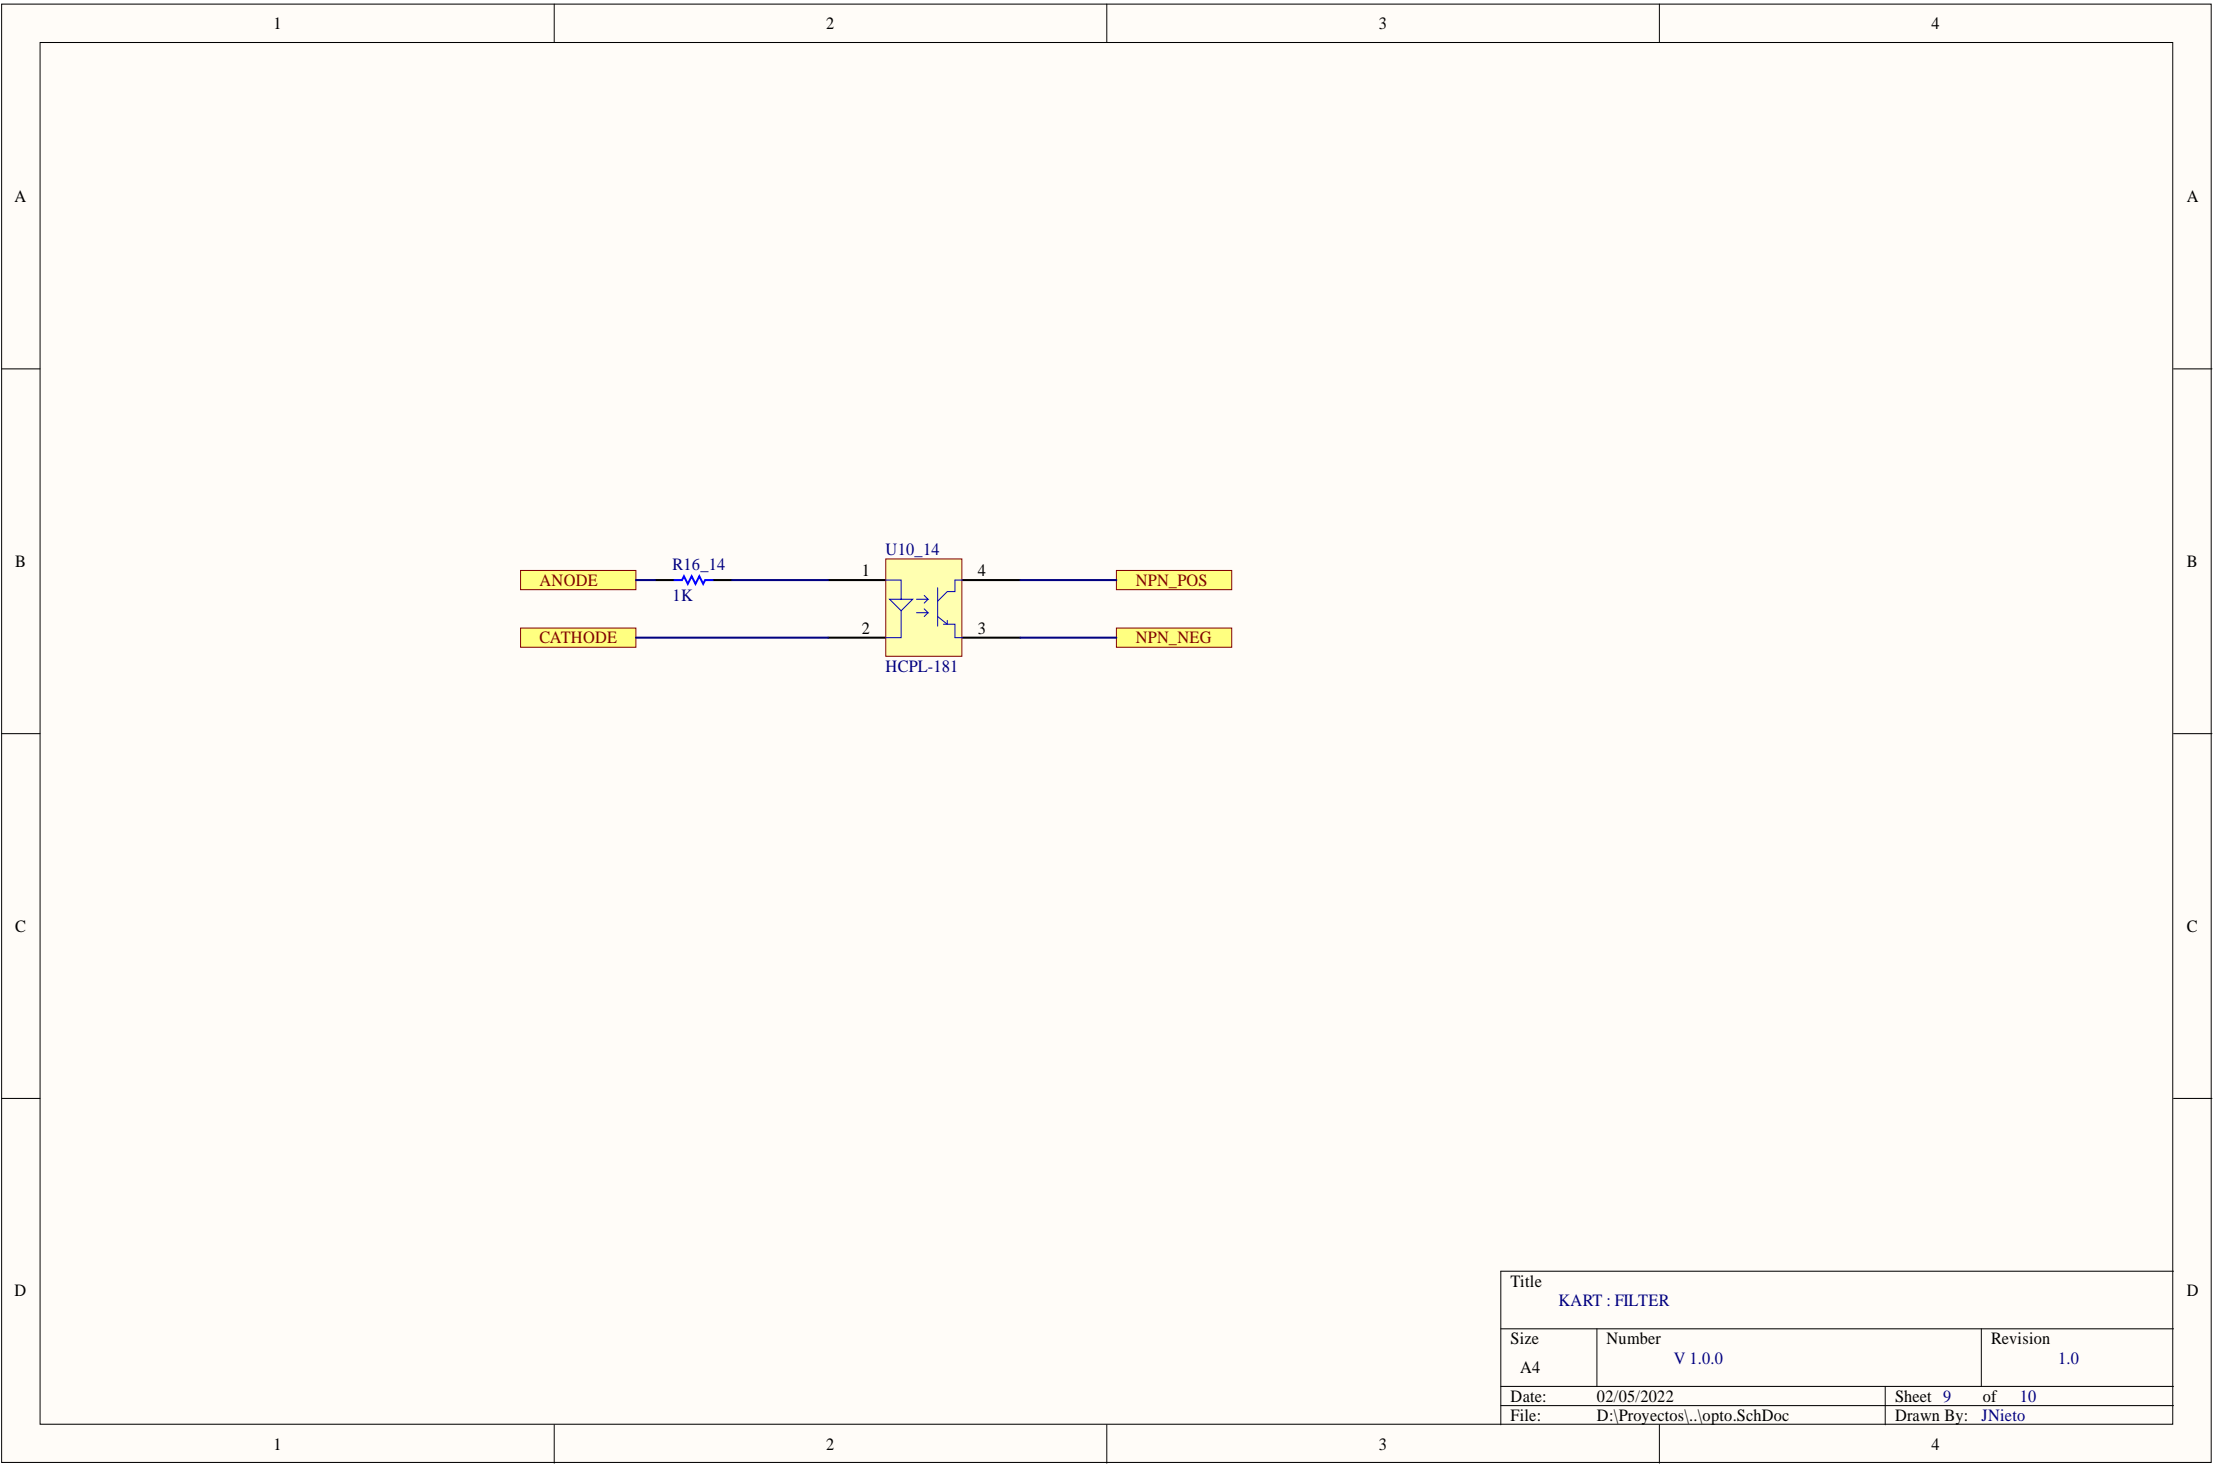 1 2 3 4
A A
U10_14
R16_14
B B
1 4
ANODE NPN_POS
1K
2 3
CATHODE NPN_NEG
HCPL-181
C C
D D
Title
KART : FILTER
Size Number Revision
V 1.0.0 1.0
A4
Date: 02/05/2022 Sheet 9 of 10
File: D:\Proyectos\..\opto.SchDoc Drawn By: JNieto
1 2 3 4